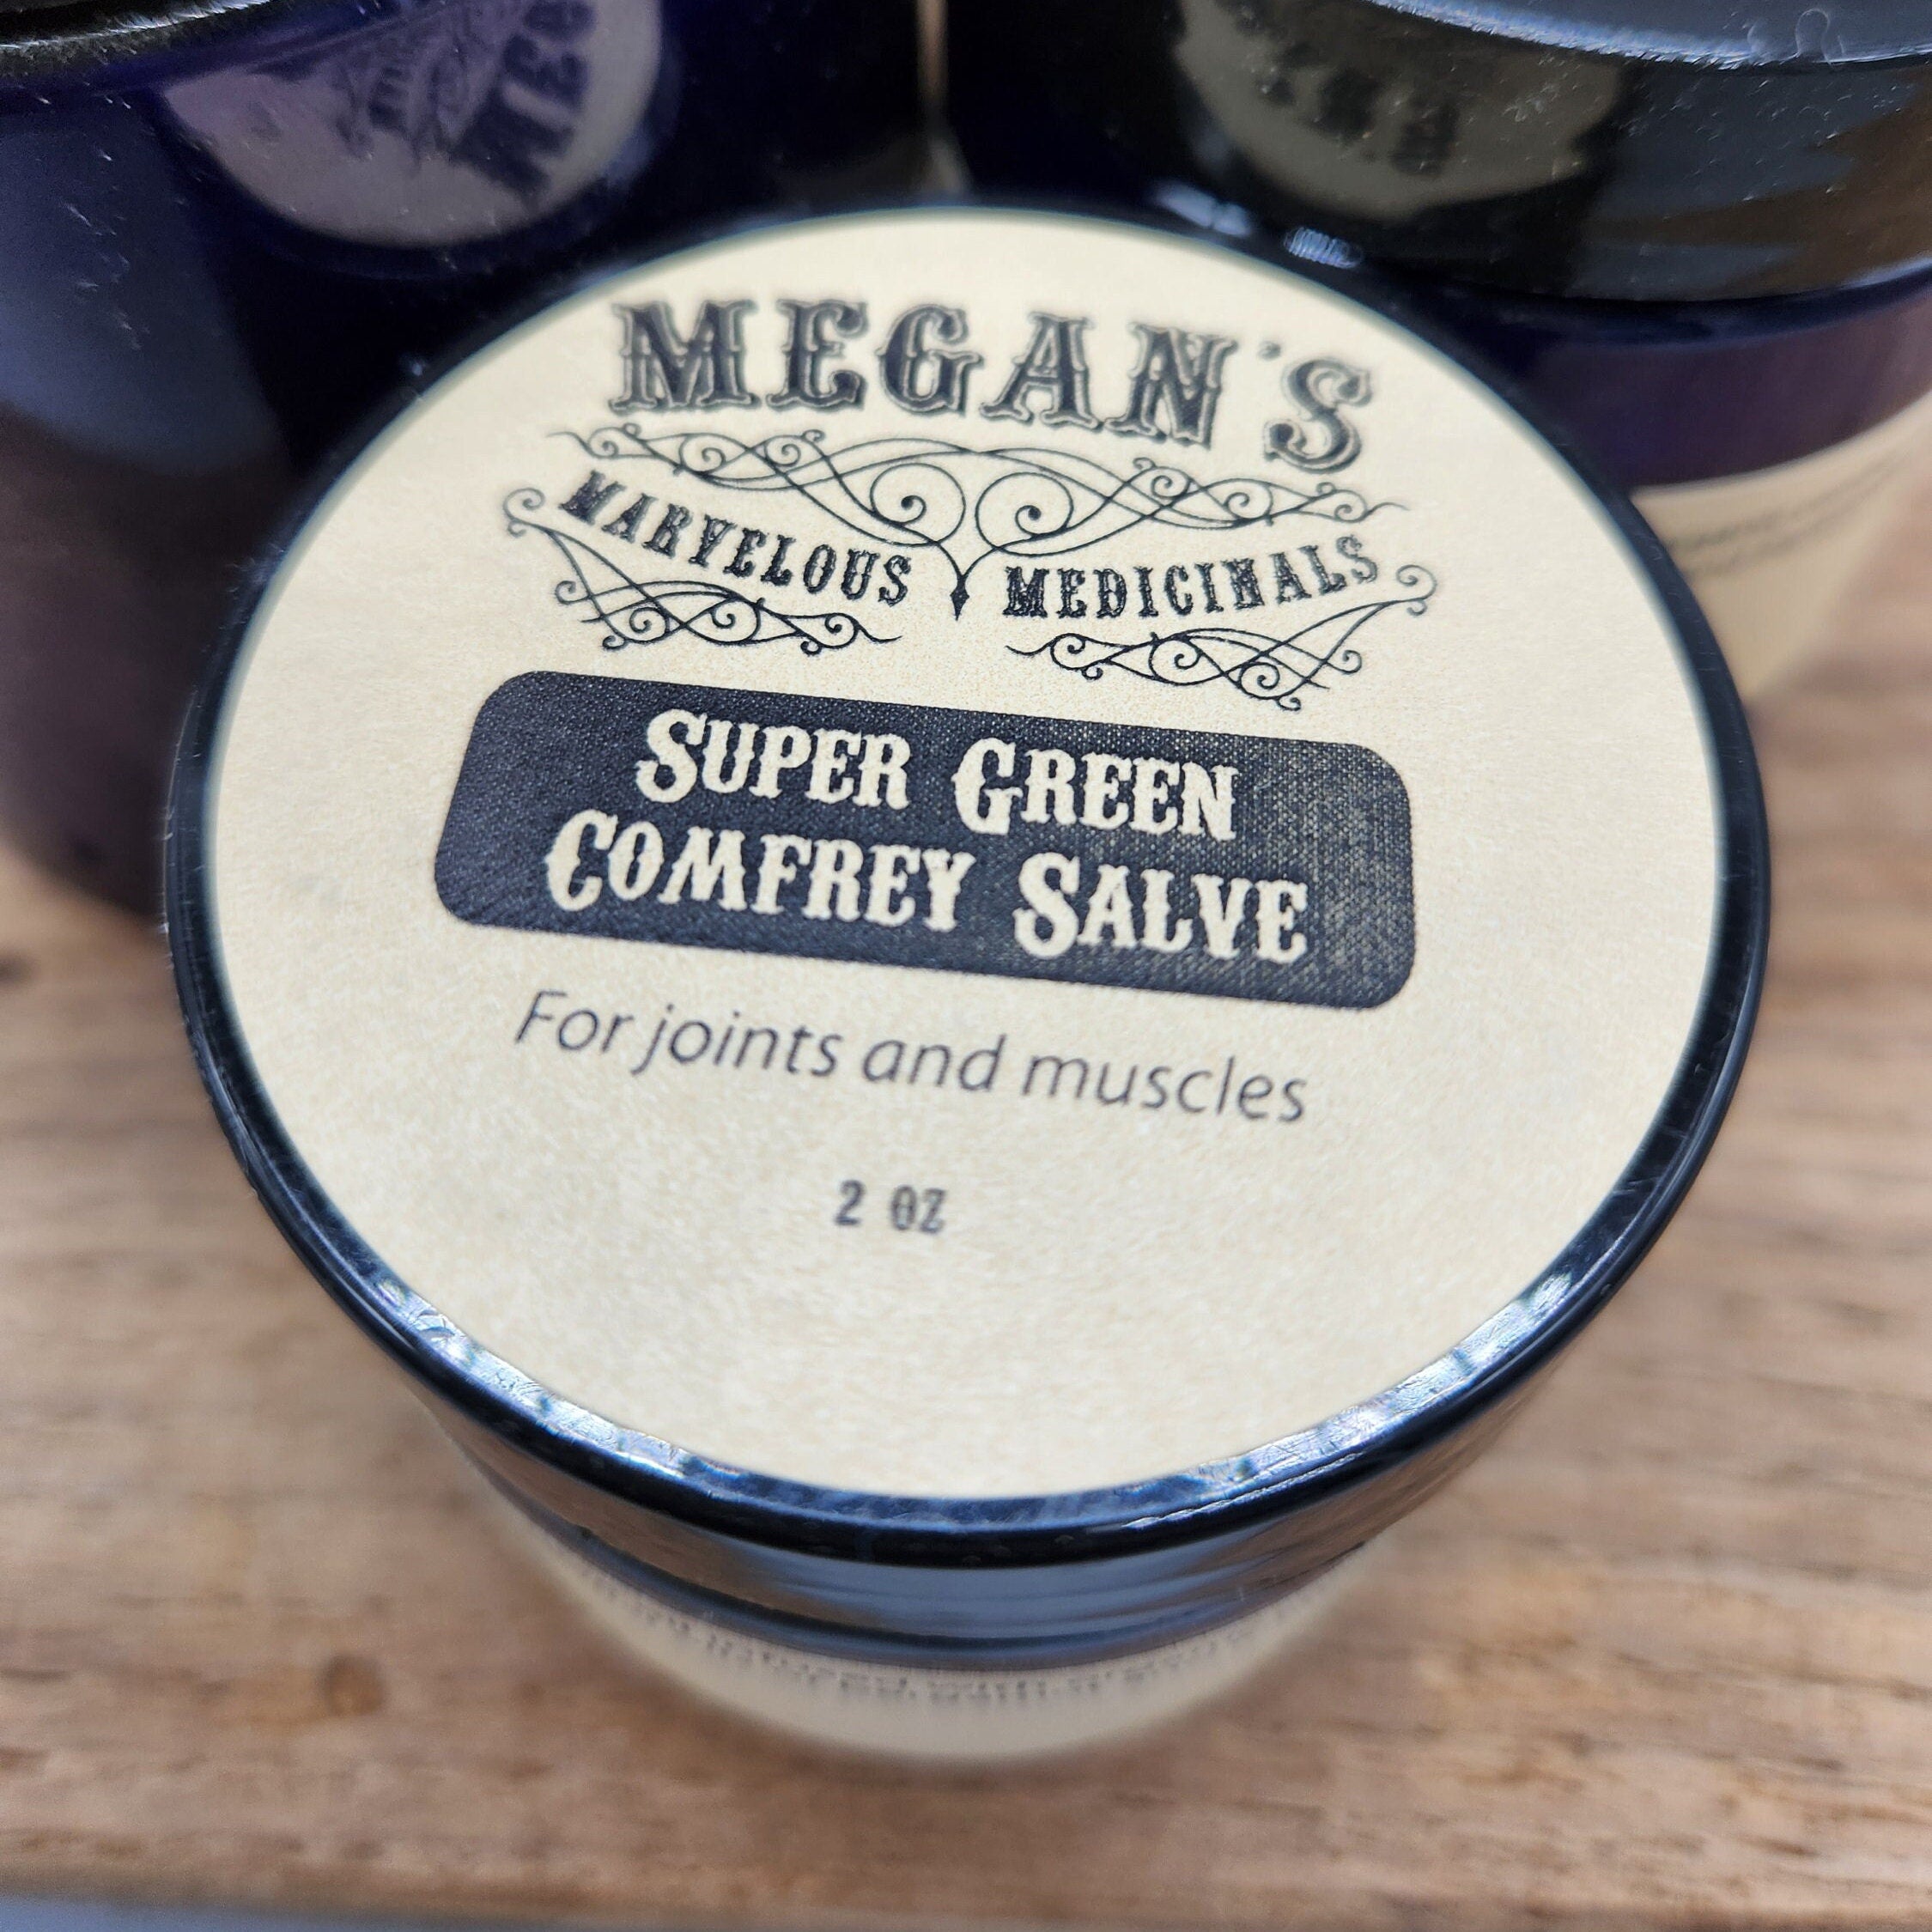 MEGAN'S
MARVELOUS MEDICINALS
SUPER GREEN
COMFREY SALVE
For joints and muscles
2 OZ